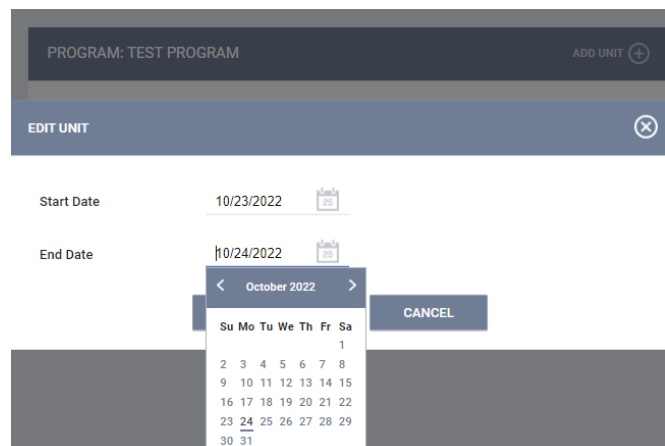 PROGRAM: TEST PROGRAM ADD UNIT
EDIT UNIT
Start Date 10/23/2022 25
End Date 10/24/2022 25
October 2022
CANCEL
Su Mo Tu We Th Fr Sa
1
2 3 4 5 6 7 8
9 10 11 12 13 14 15
16 17 18 19 20 21 22
23 24 25 26 27 28 29
30 31